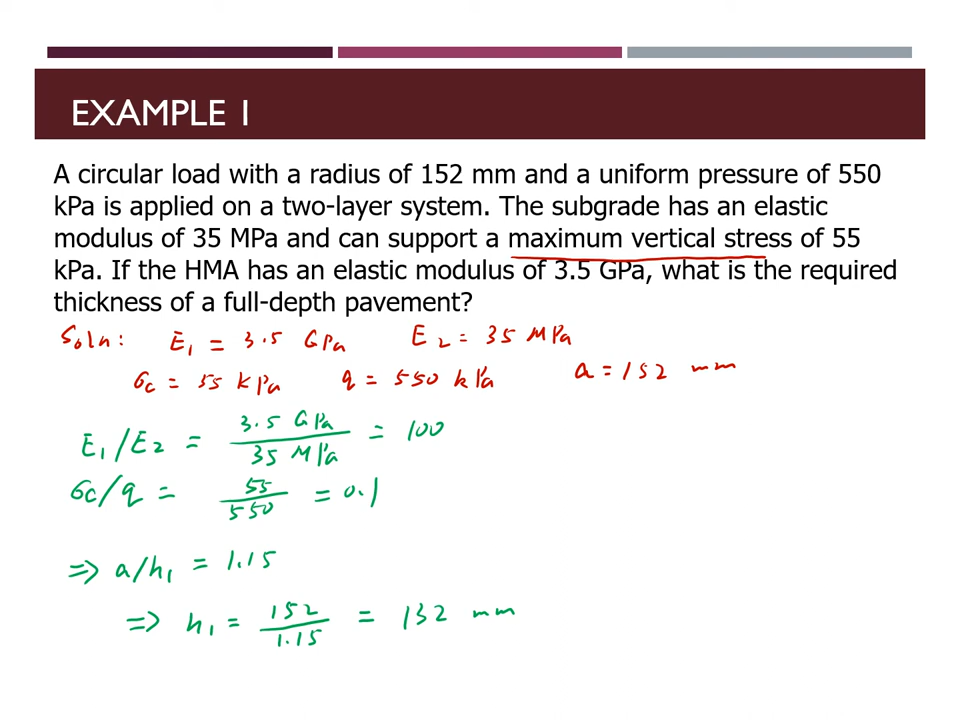 EXAMPLE 1
A circular load with a radius of 152 mm and a uniform pressure of 550
kPa is applied on a two-layer system. The subgrade has an elastic
modulus of 35 MPa and can support a maximum vertical stress of 55
kPa. If the HMA has an elastic modulus of 3.5 GPa, what is the required
thickness of a full-depth pavement?
Soln: E₁ = 3.5 GPa E₂ = 35 MPa
σc = 55 kPa q = 550 kPa a = 152 mm
E₁/E₂ = 3.5 GPa / 35 MPa = 100
σc/q = 55 / 550 = 0.1
⇒ a/h₁ = 1.15
⇒ h₁ = 152 / 1.15 = 132 mm